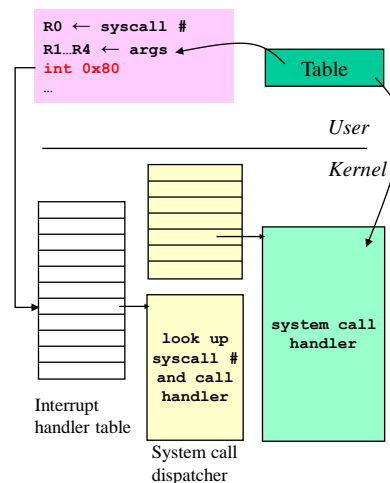 R0 ← syscall #
R1…R4 ← args
int 0x80
…
Table
User
Kernel
look up
syscall #
and call
handler
system call
handler
Interrupt
handler table
System call
dispatcher